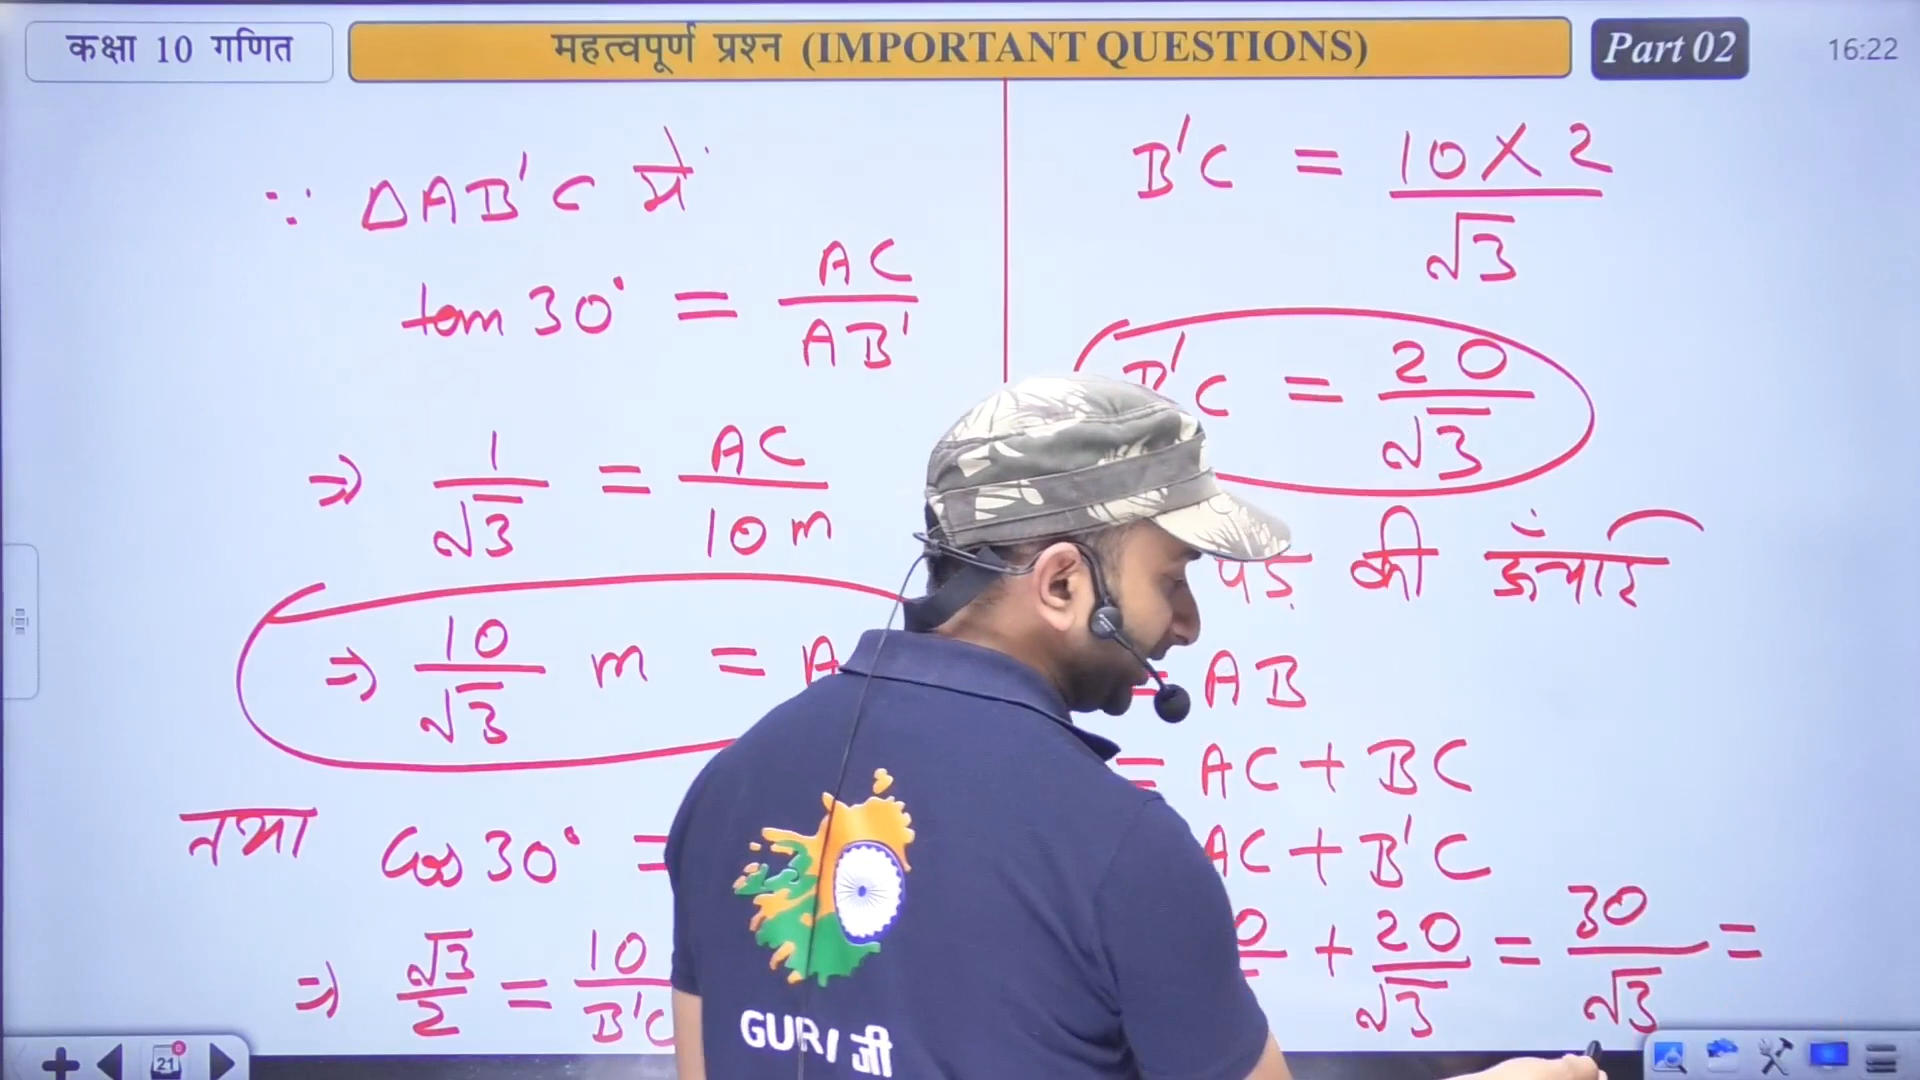 कक्षा 10 गणित
महत्वपूर्ण प्रश्न (IMPORTANT QUESTIONS)
Part 02
16:22
∵ ΔAB'C में
tan 30° = AC/AB'
⇒ 1/√3 = AC/10 m
⇒ 10/√3 m =
तथा cos 30° =
⇒ √3/2 = 10/B'C
B'C = 10×2/√3
B'C = 20/√3
की ऊँचाई
= AB
= AC + BC
AC + B'C
+ 20/√3 = 30/√3 =
GURU जी
21